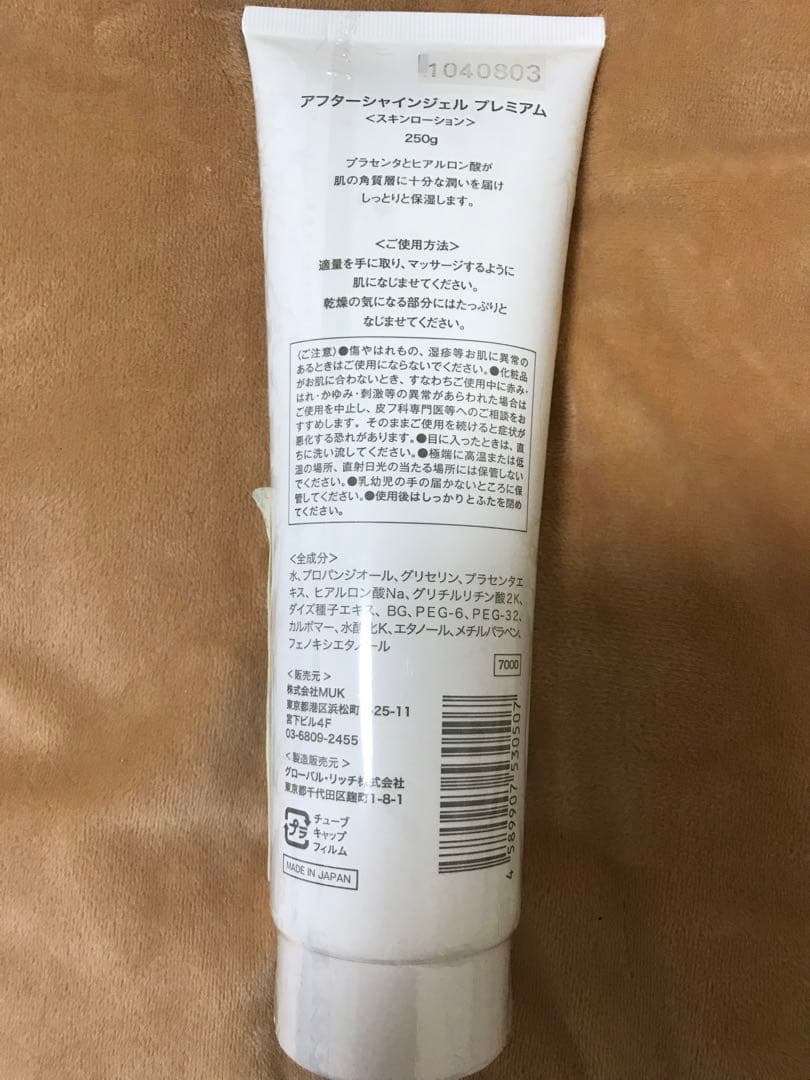 1040803
アフターシャインジェル プレミアム
<スキンローション>
250g
プラセンタとヒアルロン酸が
肌の角質層に十分な潤いを届け
しっとりと保湿します。
<ご使用方法>
適量を手に取り、マッサージするように
肌になじませてください。
乾燥の気になる部分にはたっぷりと
なじませてください。
〈ご注意〉●傷やはれもの、湿疹等お肌に異常の
あるときはご使用にならないでください。●化粧品
がお肌に合わないとき、すなわちご使用中に赤み・
はれ・かゆみ・刺激等の異常があらわれた場合は
ご使用を中止し、皮フ科専門医等へのご相談をお
すすめします。そのままご使用を続けると症状が
悪化する恐れがあります。●目に入ったときは、直
ちに洗い流してください。●極端に高温または低
温の場所、直射日光の当たる場所には保管しない
でください。●乳幼児の手の届かないところに保
管してください。●使用後はしっかりとふたを閉め
てください。
<全成分>
水、プロパンジオール、グリセリン、プラセンタエ
キス、ヒアルロン酸Na、グリチルリチン酸2K、
ダイズ種子エキス、BG、PEG-6、PEG-32、
カルボマー、水酸化K、エタノール、メチルパラベン、
フェノキシエタノール
7000
<販売元>
株式会社MUK
東京都港区浜松町 -25-11
宮下ビル4F
03-6809-2455
<製造販売元>
グローバル・リッチ株式会社
東京都千代田区麹町1-8-1
プラ
チューブ
キャップ
フィルム
MADE IN JAPAN
4 589907 530507